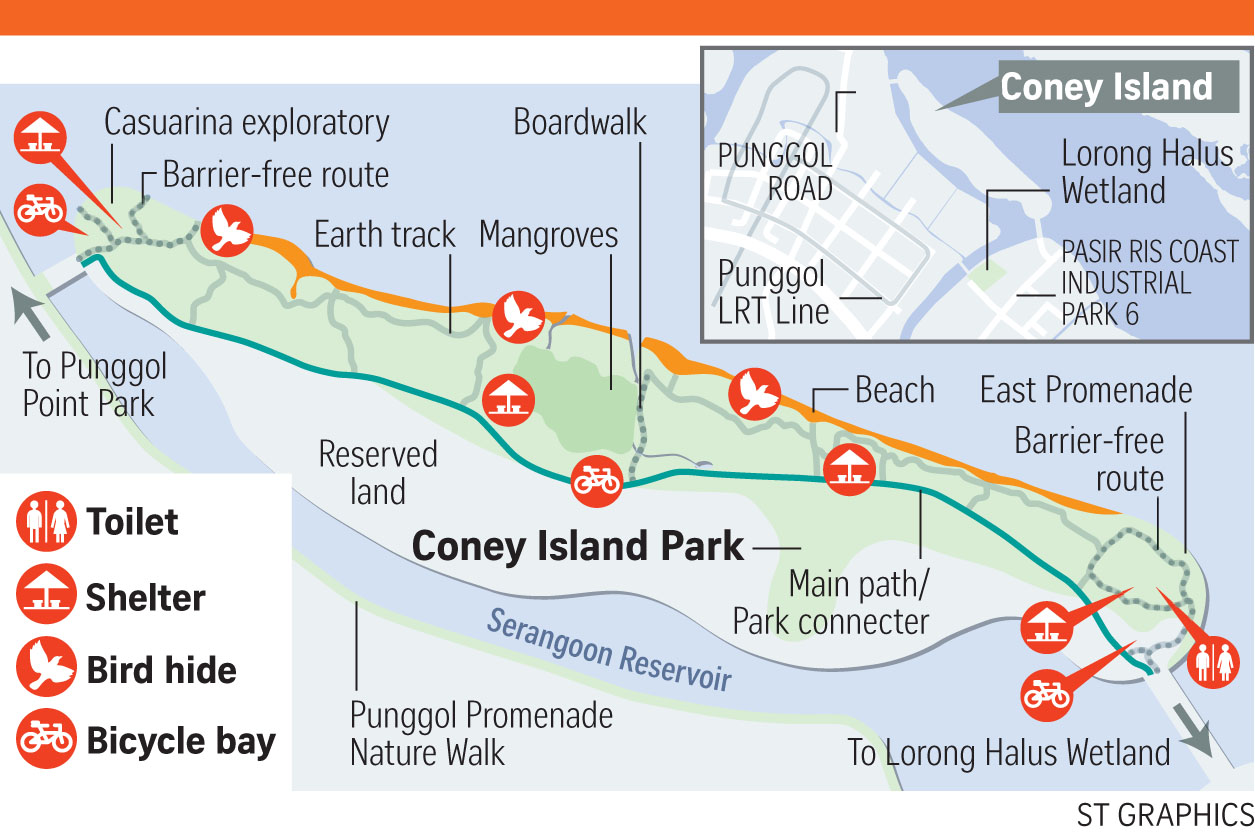 Coney Island
PUNGGOL
ROAD
Lorong Halus
Wetland
Punggol
LRT Line
PASIR RIS COAST
INDUSTRIAL
PARK 6
Casuarina exploratory
Boardwalk
Barrier-free route
Earth track
Mangroves
To Punggol
Point Park
Beach
East Promenade
Barrier-free
route
Reserved
land
Coney Island Park
Main path/
Park connecter
Serangoon Reservoir
Toilet
Shelter
Bird hide
Bicycle bay
Punggol Promenade
Nature Walk
To Lorong Halus Wetland
ST GRAPHICS